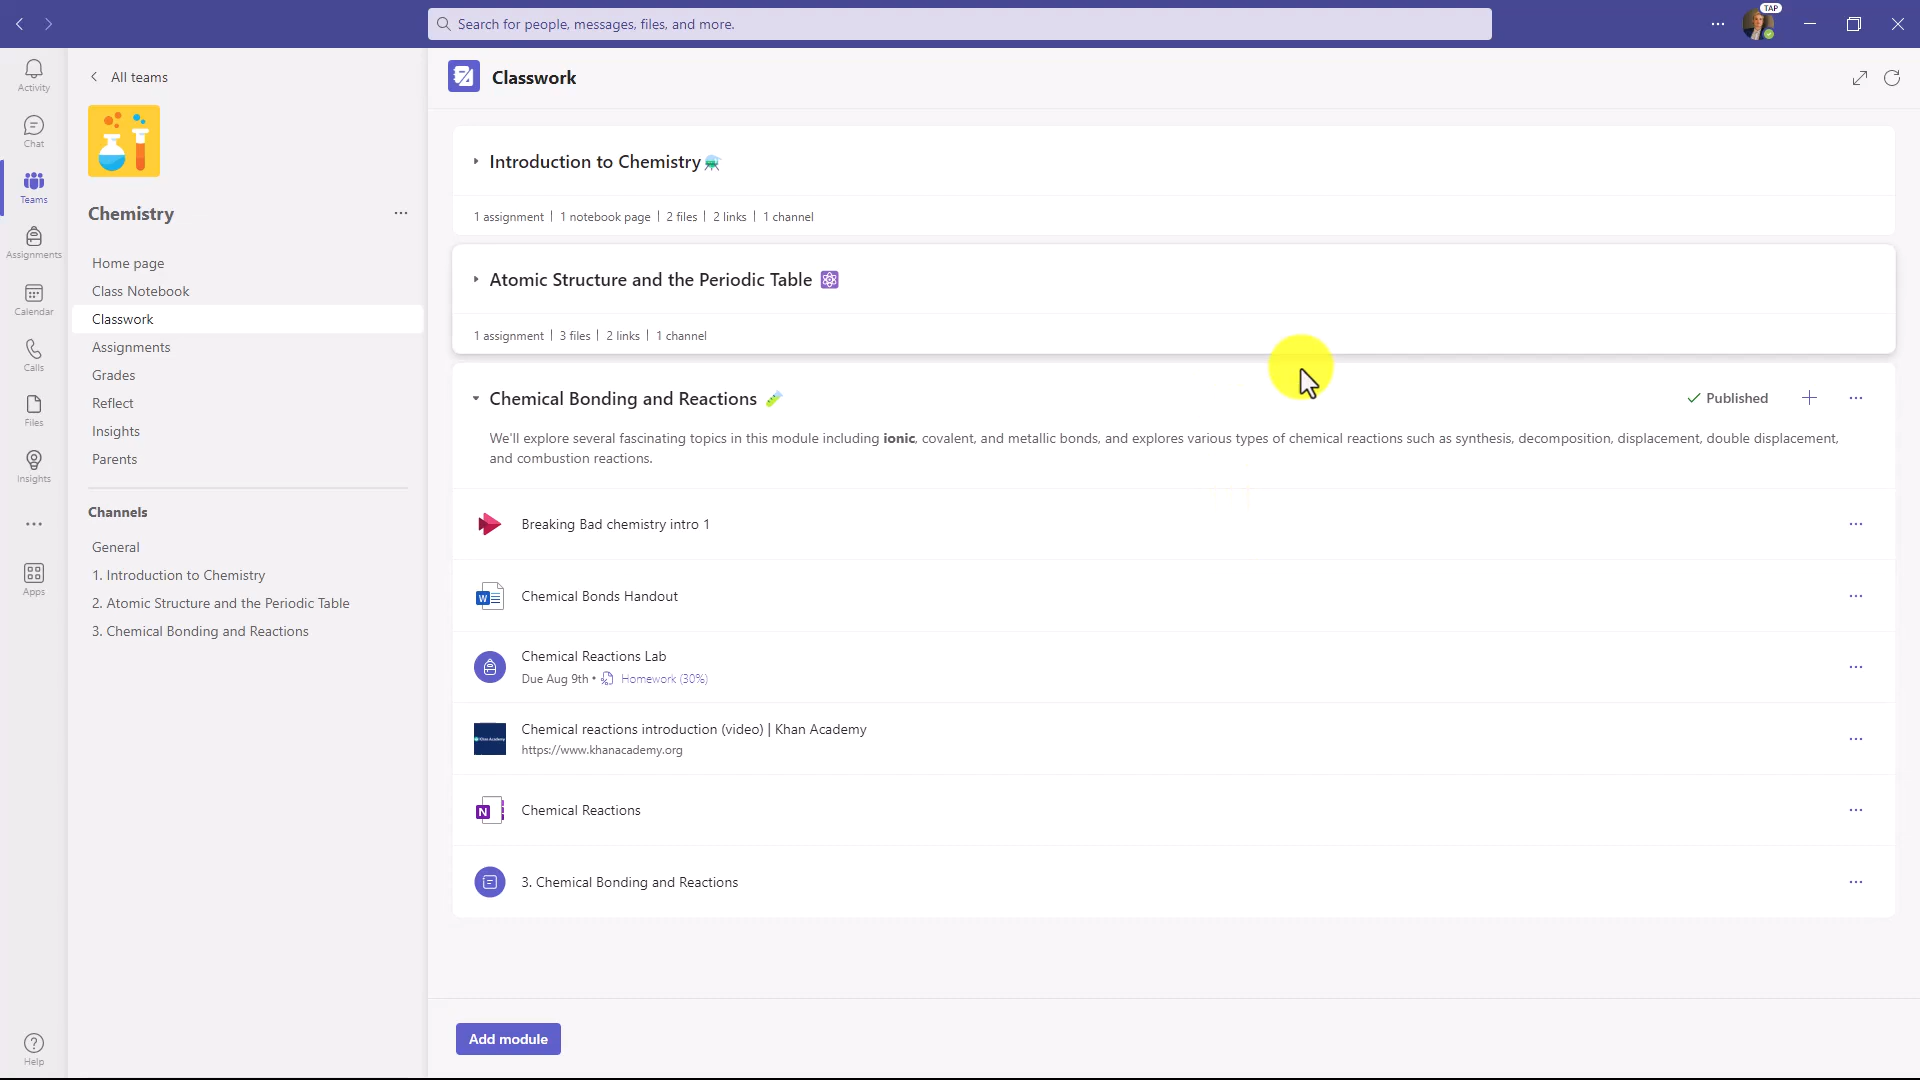 Search for people, messages, files, and more.
TAP
Activity
Chat
Teams
Assignments
Calendar
Calls
Files
Insights
Apps
Help
All teams
Chemistry
Home page
Class Notebook
Classwork
Assignments
Grades
Reflect
Insights
Parents
Channels
General
1. Introduction to Chemistry
2. Atomic Structure and the Periodic Table
3. Chemical Bonding and Reactions
Classwork
Introduction to Chemistry
1 assignment | 1 notebook page | 2 files | 2 links | 1 channel
Atomic Structure and the Periodic Table
1 assignment | 3 files | 2 links | 1 channel
Chemical Bonding and Reactions
Published
We'll explore several fascinating topics in this module including ionic, covalent, and metallic bonds, and explores various types of chemical reactions such as synthesis, decomposition, displacement, double displacement,
and combustion reactions.
Breaking Bad chemistry intro 1
W
Chemical Bonds Handout
Chemical Reactions Lab
Due Aug 9th • Homework (30%)
Khan Academy
Chemical reactions introduction (video) | Khan Academy
https://www.khanacademy.org
N
Chemical Reactions
3. Chemical Bonding and Reactions
Add module